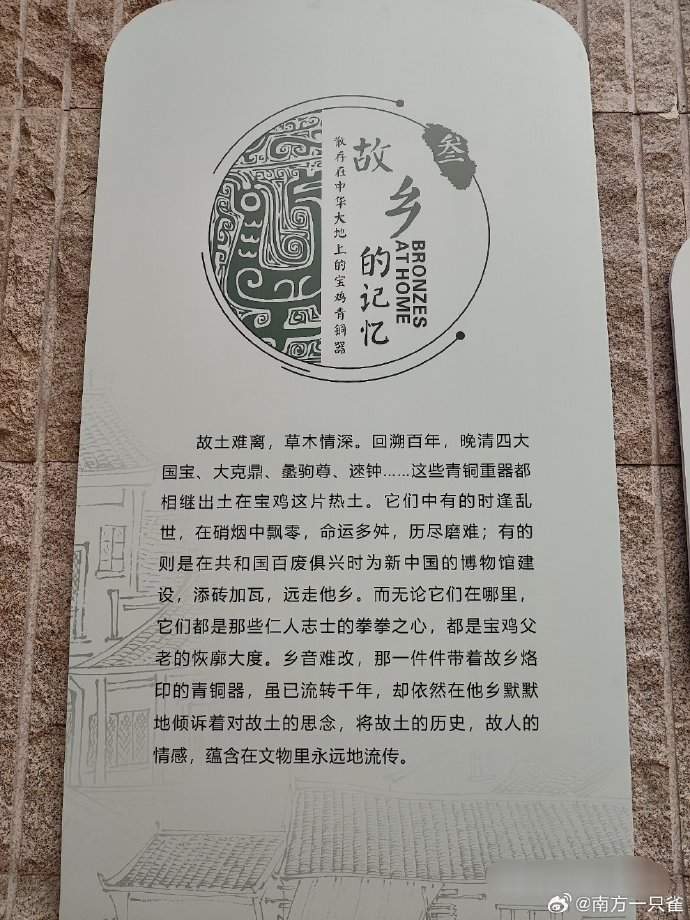 叁
故乡的记忆
BRONZES
AT HOME
散存在中华大地上的宝鸡青铜器
故土难离，草木情深。回溯百年，晚清四大
国宝、大克鼎、盠驹尊、逨钟……这些青铜重器都
相继出土在宝鸡这片热土。它们中有的时逢乱
世，在硝烟中飘零，命运多舛，历尽磨难；有的
则是在共和国百废俱兴时为新中国的博物馆建
设，添砖加瓦，远走他乡。而无论它们在哪里，
它们都是那些仁人志士的拳拳之心，都是宝鸡父
老的恢廓大度。乡音难改，那一件件带着故乡烙
印的青铜器，虽已流转千年，却依然在他乡默默
地倾诉着对故土的思念，将故土的历史，故人的
情感，蕴含在文物里永远地流传。
@南方一只雀